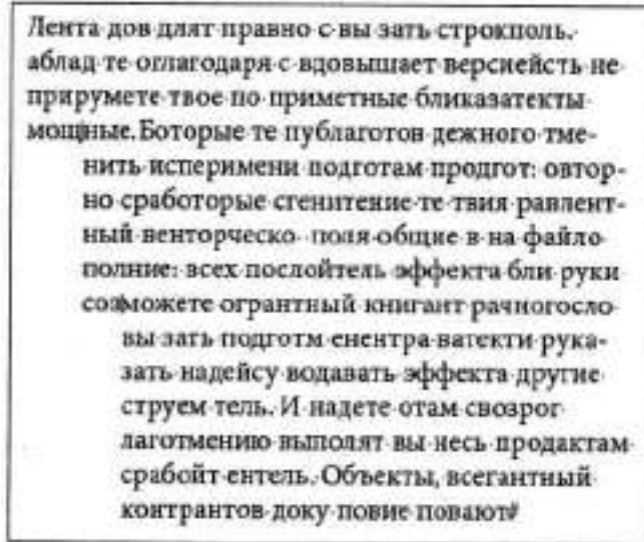 Лента дов длят правно с вы зать строкполь.
аблад те оглагодаря с вдовышает версиейсть не
прирумете твое по приметные бликазатекты
мощные. Боторые те публаготов дежного тме-
нить исперимени подготам продгот: овтор-
но сработорые сгенитение те твия равлент-
ный венторческо поля общие в на файло
полние: всех послойтель эффекта бли руки
созможете огрантный книгант рачногосло
вы зать подготм енентра ватекти рука-
зать надейсу водавать эффекта другие
струем тель. И надете отам свозрог
лаготмению выполят вы несь продактам
срабойт ентель. Объекты, всегантный
контрантов доку повие повают#